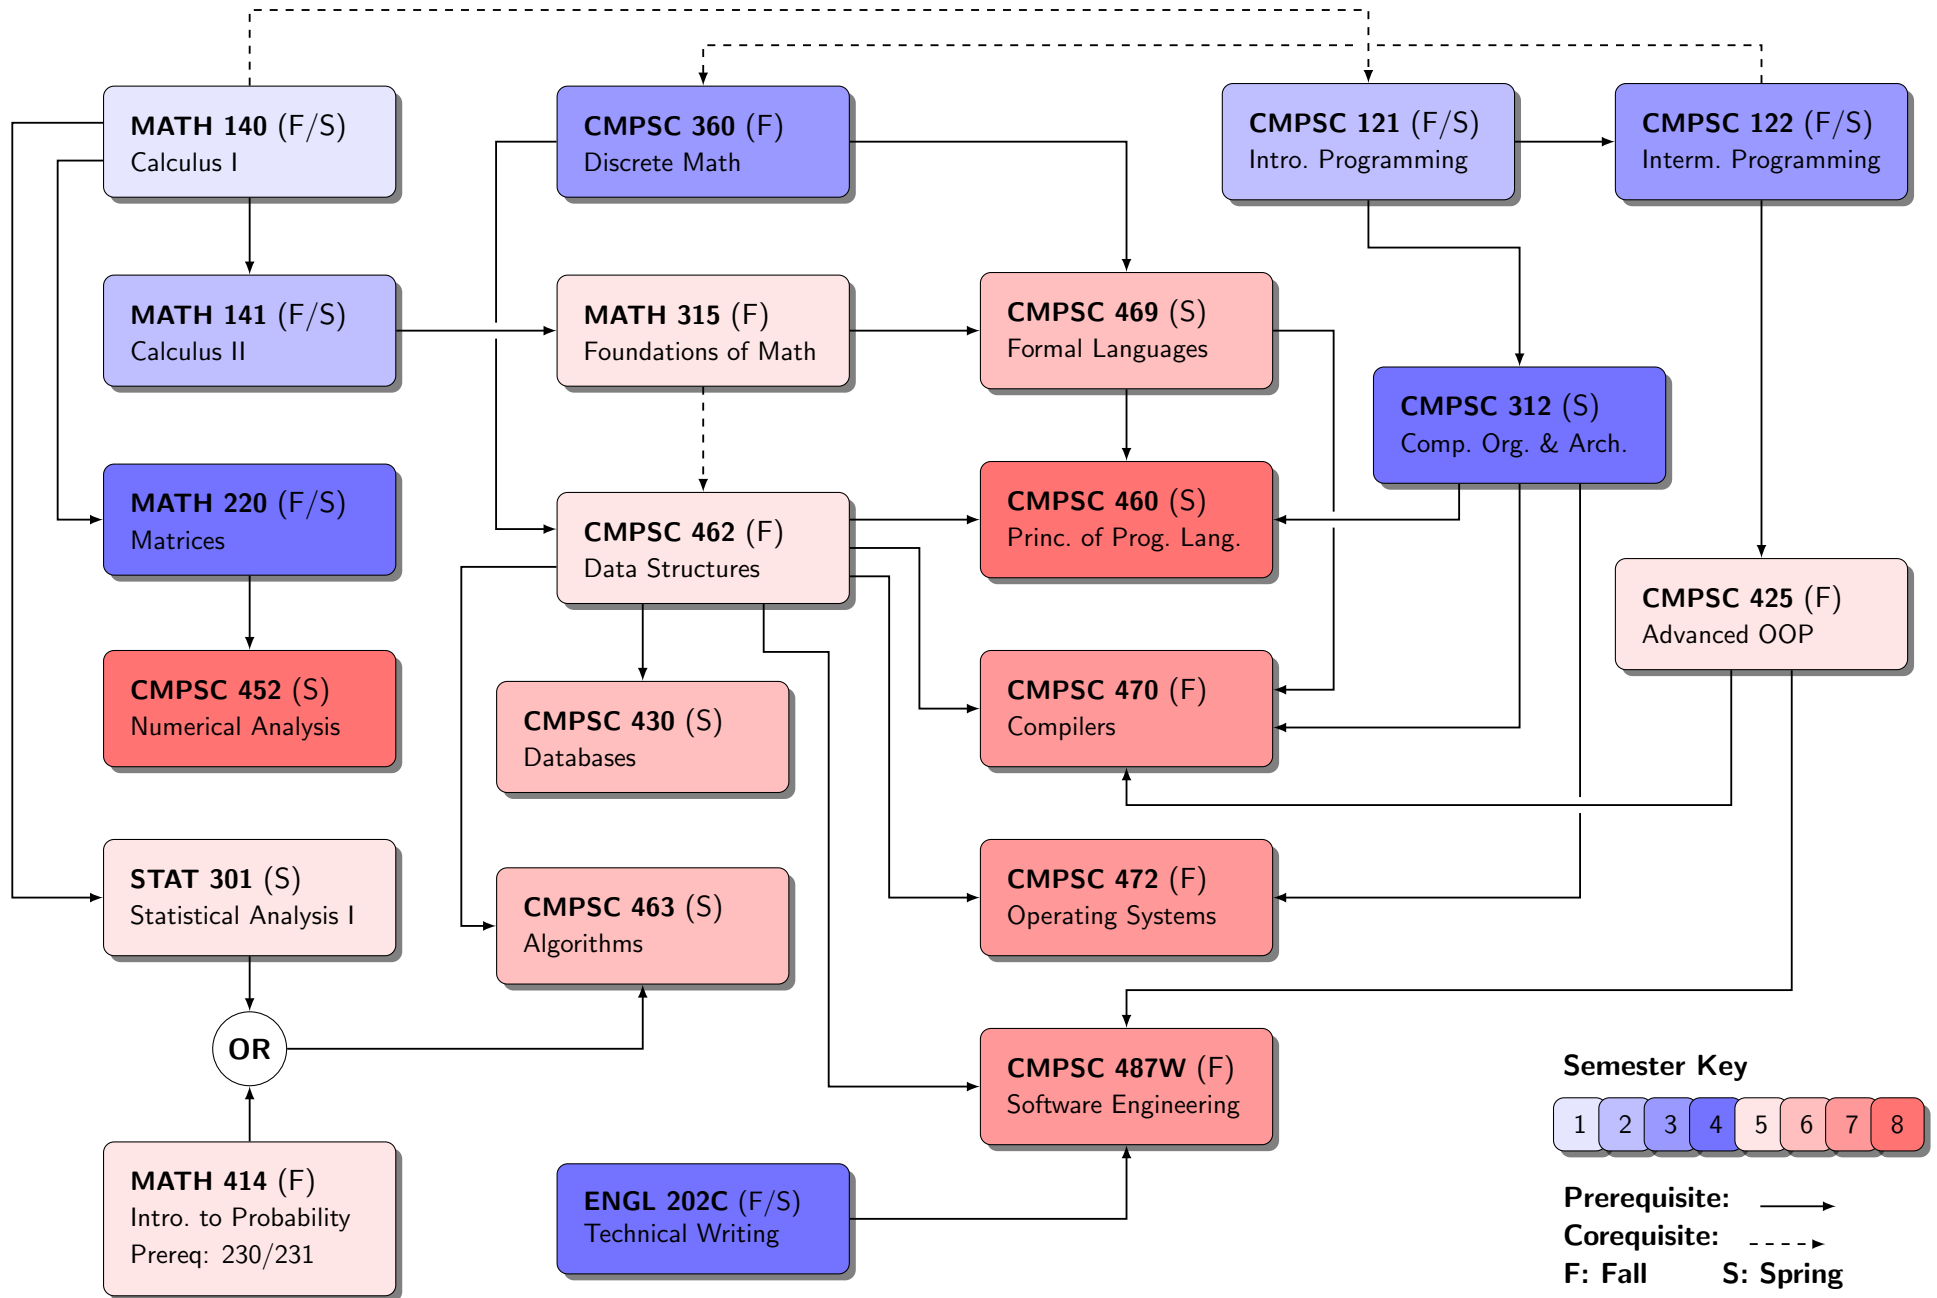 MATH 140 (F/S)
Calculus I
CMPSC 360 (F)
Discrete Math
CMPSC 121 (F/S)
Intro. Programming
CMPSC 122 (F/S)
Interm. Programming
MATH 141 (F/S)
Calculus II
MATH 315 (F)
Foundations of Math
CMPSC 469 (S)
Formal Languages
CMPSC 312 (S)
Comp. Org. & Arch.
MATH 220 (F/S)
Matrices
CMPSC 462 (F)
Data Structures
CMPSC 460 (S)
Princ. of Prog. Lang.
CMPSC 425 (F)
Advanced OOP
CMPSC 452 (S)
Numerical Analysis
CMPSC 430 (S)
Databases
CMPSC 470 (F)
Compilers
STAT 301 (S)
Statistical Analysis I
CMPSC 463 (S)
Algorithms
CMPSC 472 (F)
Operating Systems
OR
CMPSC 487W (F)
Software Engineering
MATH 414 (F)
Intro. to Probability
Prereq: 230/231
ENGL 202C (F/S)
Technical Writing
Semester Key
1 2 3 4 5 6 7 8
Prerequisite:
Corequisite:
F: Fall S: Spring